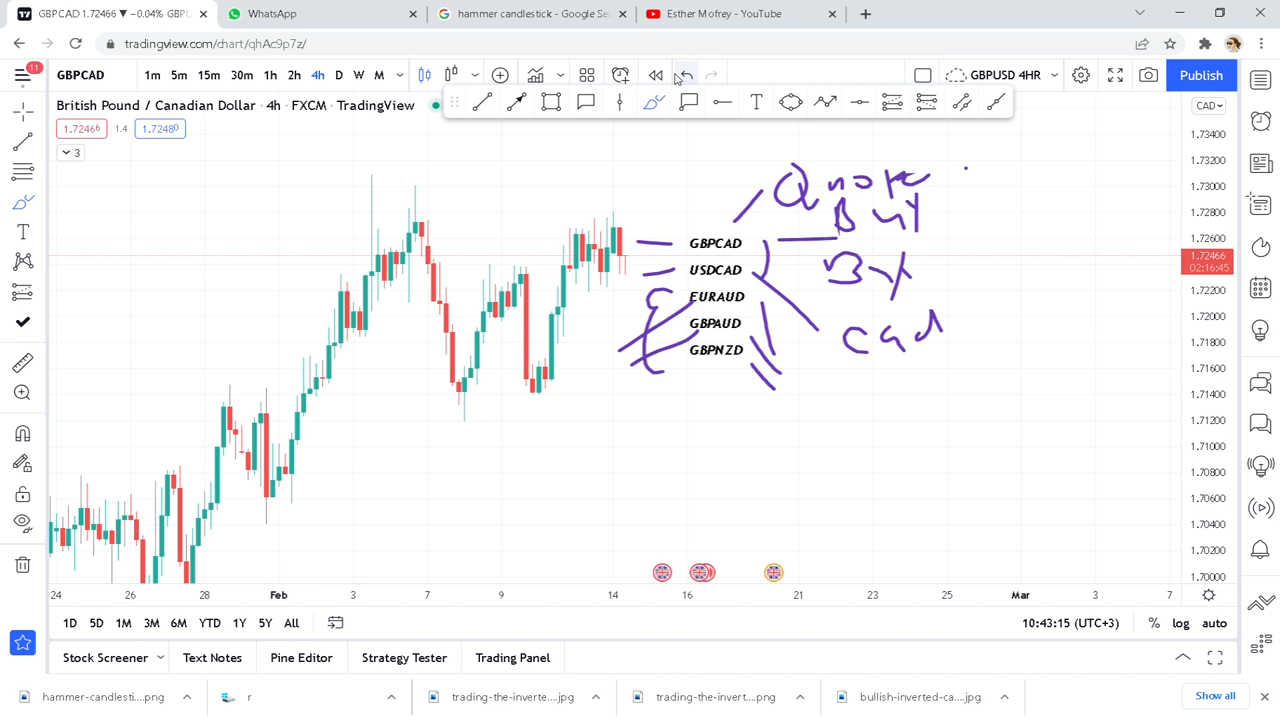 GBPCAD 1.72466 ▼ −0.04% GBPU
WhatsApp
hammer candlestick - Google Sea
Esther Mofrey - YouTube
tradingview.com/chart/qhAc9p7z/
11
GBPCAD
1m 5m 15m 30m 1h 2h 4h D W M
GBPUSD 4HR
Publish
British Pound / Canadian Dollar · 4h · FXCM · TradingView
CAD
1.72466 1.4 1.72480
3
1.73400
1.73200
1.73000
1.72800
1.72600
1.72466
02:16:45
1.72200
1.72000
1.71800
1.71600
1.71400
1.71200
1.71000
1.70800
1.70600
1.70400
1.70200
1.70000
Quote
Buy
GBPCAD
USDCAD
EURAUD
GBPAUD
GBPNZD
Cad
24 26 28 Feb 3 7 9 14 16 21 23 25 Mar 3 7
1D 5D 1M 3M 6M YTD 1Y 5Y All
10:43:15 (UTC+3) % log auto
Stock Screener Text Notes Pine Editor Strategy Tester Trading Panel
hammer-candlesti....png
r
trading-the-inverte...jpg
trading-the-invert....png
bullish-inverted-ca....jpg
Show all